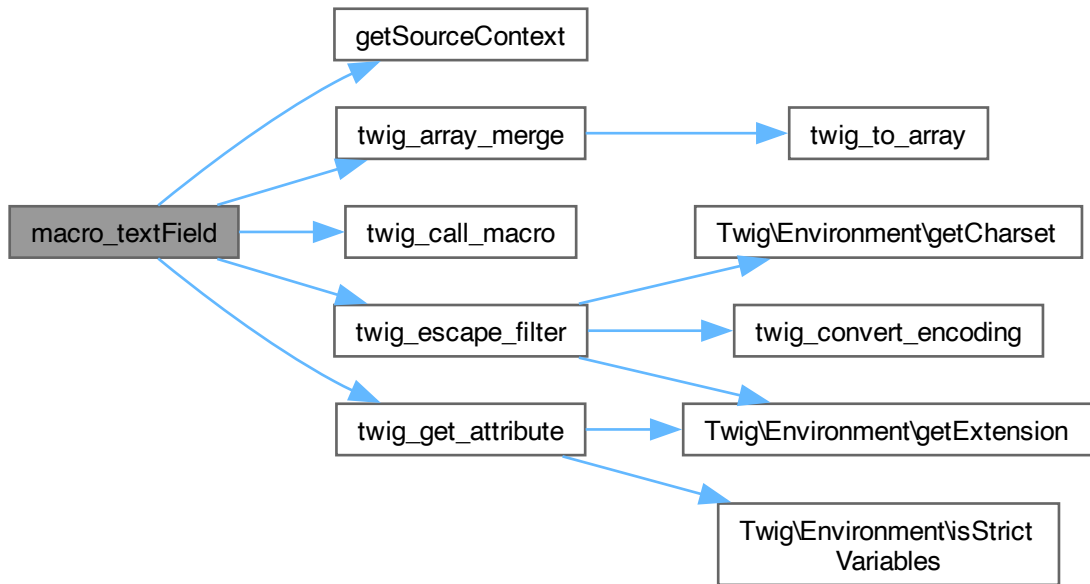 getSourceContext
twig_array_merge
twig_to_array
macro_textField
twig_call_macro
Twig\Environment\getCharset
twig_escape_filter
twig_convert_encoding
twig_get_attribute
Twig\Environment\getExtension
Twig\Environment\isStrict
Variables